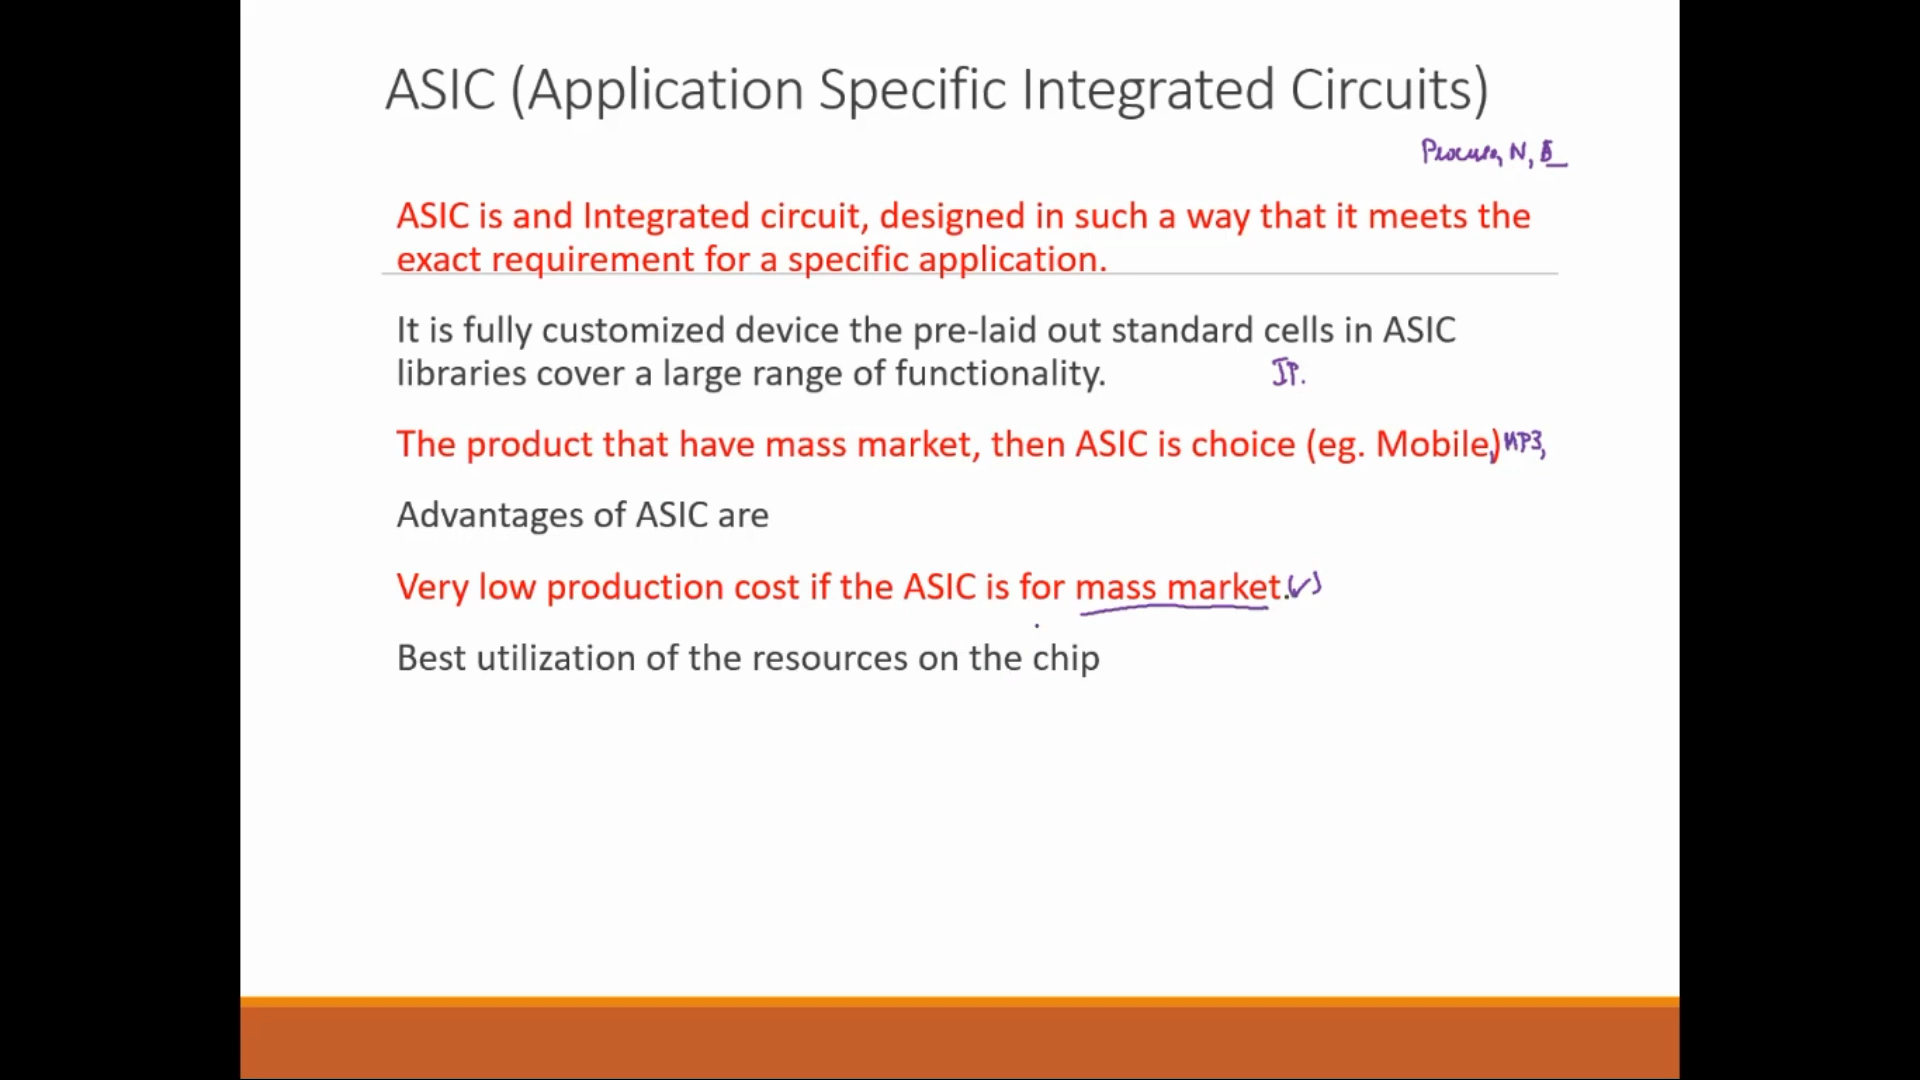 ASIC (Application Specific Integrated Circuits)
N,
ASIC is and Integrated circuit, designed in such a way that it meets the
exact requirement for a specific application.
It is fully customized device the pre-laid out standard cells in ASIC
libraries cover a large range of functionality. IP.
The product that have mass market, then ASIC is choice (eg. Mobile,) MP3,
Advantages of ASIC are
Very low production cost if the ASIC is for mass market.
Best utilization of the resources on the chip